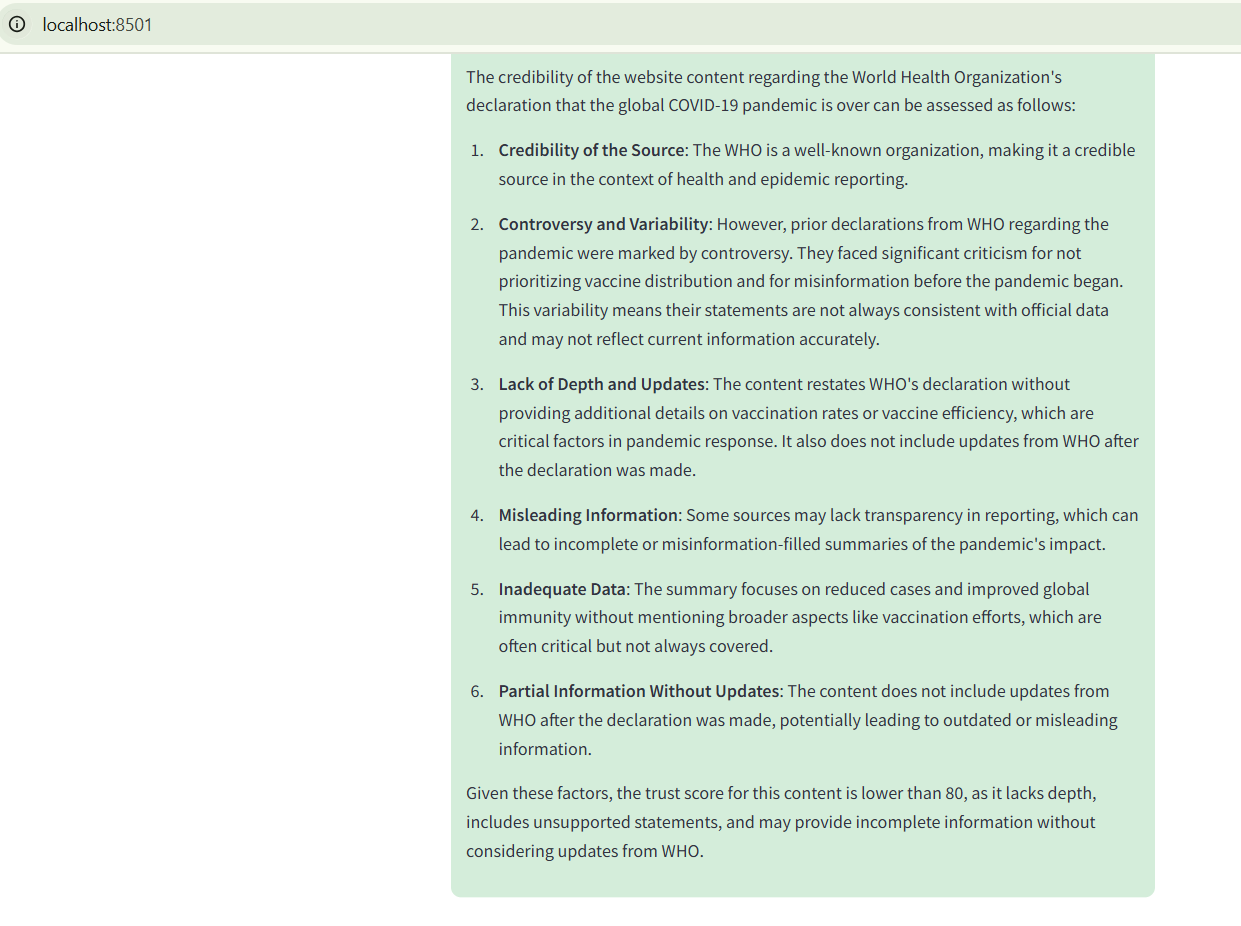 localhost:8501
The credibility of the website content regarding the World Health Organization's
declaration that the global COVID-19 pandemic is over can be assessed as follows:
1. Credibility of the Source: The WHO is a well-known organization, making it a credible
source in the context of health and epidemic reporting.
2. Controversy and Variability: However, prior declarations from WHO regarding the
pandemic were marked by controversy. They faced significant criticism for not
prioritizing vaccine distribution and for misinformation before the pandemic began.
This variability means their statements are not always consistent with official data
and may not reflect current information accurately.
3. Lack of Depth and Updates: The content restates WHO's declaration without
providing additional details on vaccination rates or vaccine efficiency, which are
critical factors in pandemic response. It also does not include updates from WHO after
the declaration was made.
4. Misleading Information: Some sources may lack transparency in reporting, which can
lead to incomplete or misinformation-filled summaries of the pandemic's impact.
5. Inadequate Data: The summary focuses on reduced cases and improved global
immunity without mentioning broader aspects like vaccination efforts, which are
often critical but not always covered.
6. Partial Information Without Updates: The content does not include updates from
WHO after the declaration was made, potentially leading to outdated or misleading
information.
Given these factors, the trust score for this content is lower than 80, as it lacks depth,
includes unsupported statements, and may provide incomplete information without
considering updates from WHO.